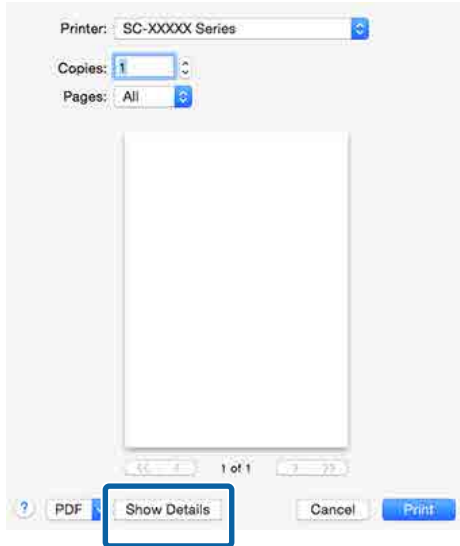 Printer: SC-XXXXX Series
Copies: 1
Pages: All
<< < 1 of 1 > >>
? PDF Show Details Cancel Print